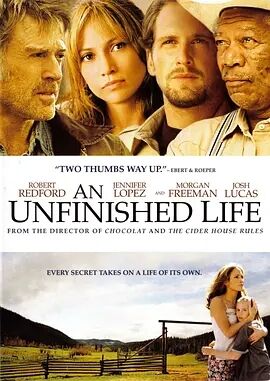 "TWO THUMBS WAY UP." –EBERT & ROEPER
ROBERT REDFORD
JENNIFER LOPEZ
MORGAN FREEMAN
AND
JOSH LUCAS
AN
UNFINISHED LIFE
FROM THE DIRECTOR OF CHOCOLAT AND THE CIDER HOUSE RULES
EVERY SECRET TAKES ON A LIFE OF ITS OWN.